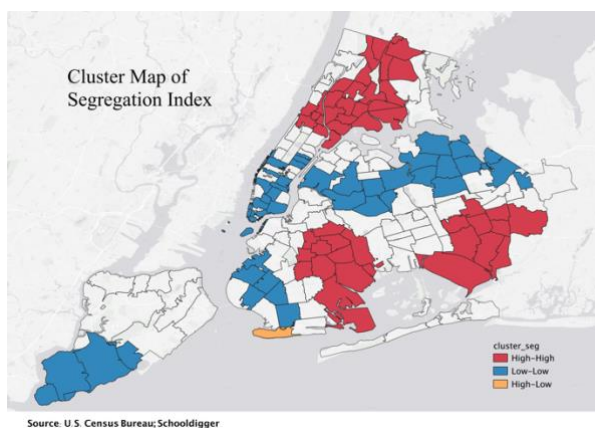 Cluster Map of
Segregation Index
cluster_seg
High-High
Low-Low
High-Low
Source: U.S. Census Bureau; Schooldigger